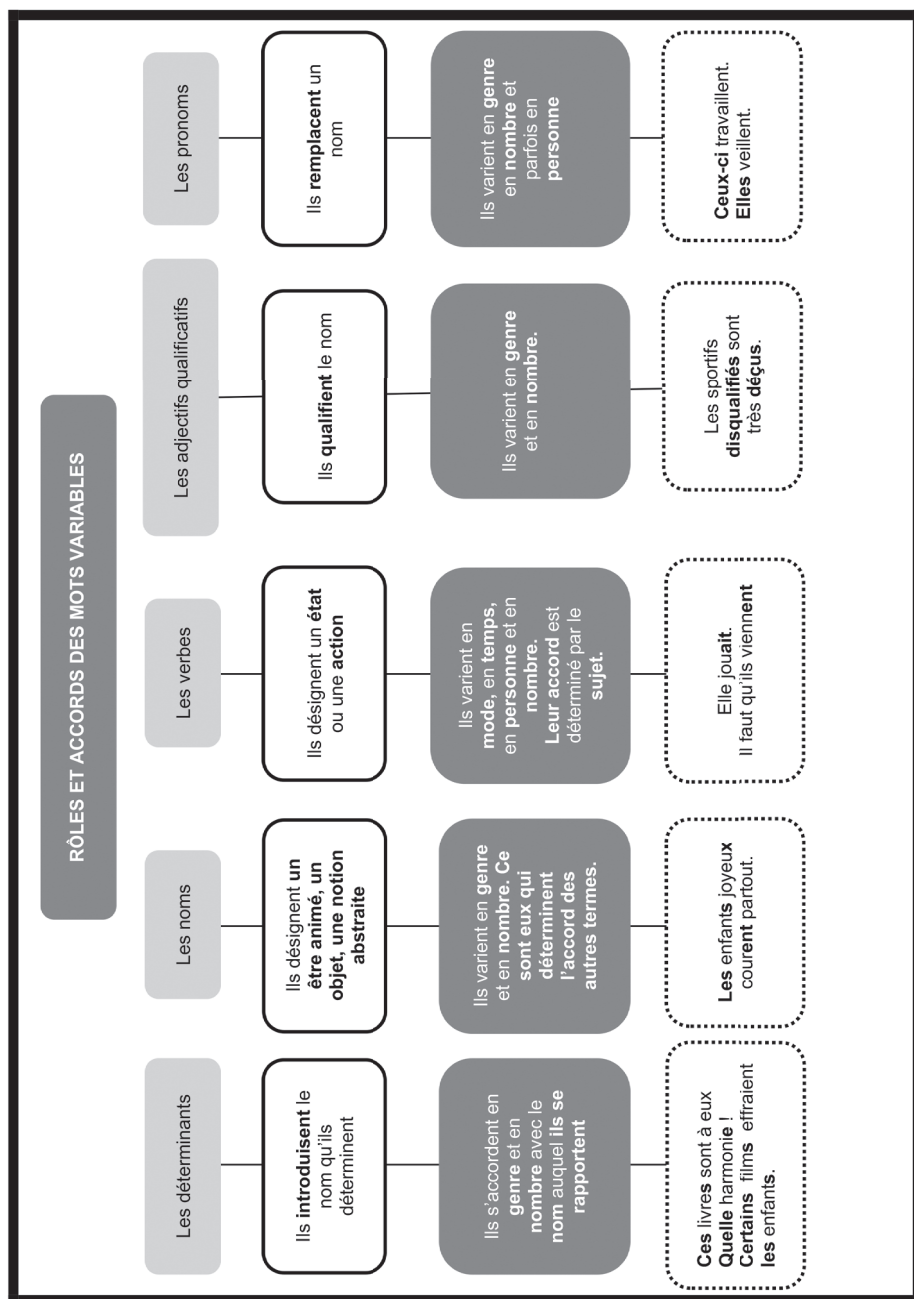 RÔLES ET ACCORDS DES MOTS VARIABLES
Les déterminants
Ils introduisent le
nom qu'ils
déterminent
Ils s'accordent en
genre et en
nombre avec le
nom auquel ils se
rapportent
Ces livres sont à eux
Quelle harmonie !
Certains films effraient
les enfants.
Les noms
Ils désignent un
être animé, un
objet, une notion
abstraite
Ils varient en genre
et en nombre. Ce
sont eux qui
déterminent
l'accord des
autres termes.
Les enfants joyeux
courent partout.
Les verbes
Ils désignent un état
ou une action
Ils varient en
mode, en temps,
en personne et en
nombre.
Leur accord est
déterminé par le
sujet.
Elle jouait.
Il faut qu'ils viennent
Les adjectifs qualificatifs
Ils qualifient le nom
Ils varient en genre
et en nombre.
Les sportifs
disqualifiés sont
très déçus.
Les pronoms
Ils remplacent un
nom
Ils varient en genre
en nombre et
parfois en
personne
Ceux-ci travaillent.
Elles veillent.